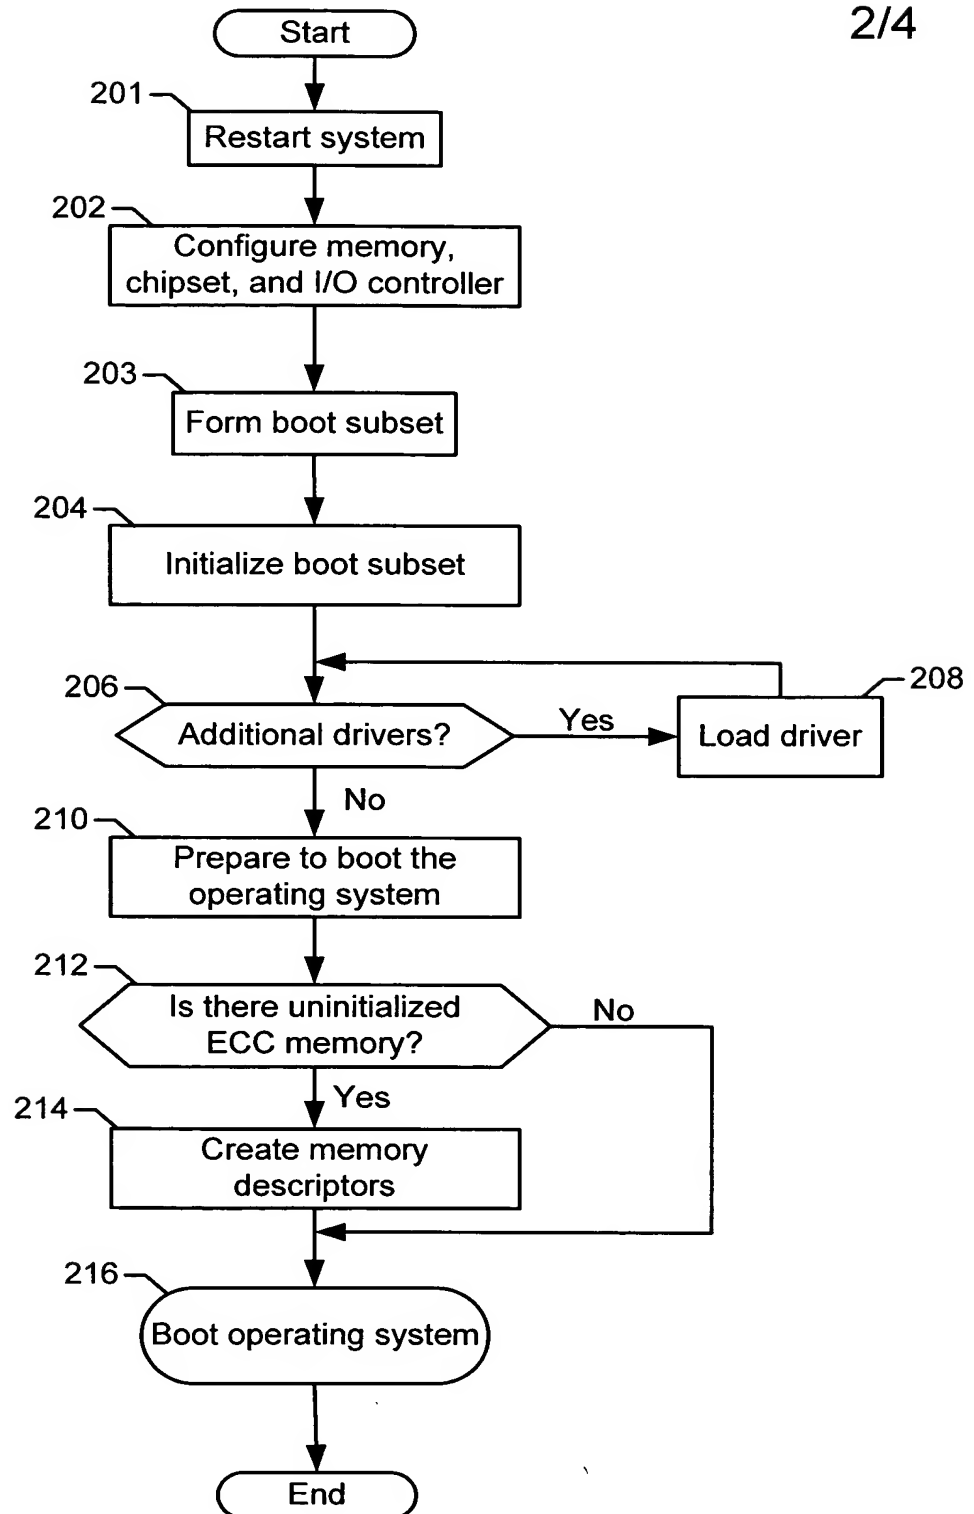 2/4
Start
201
Restart system
202
Configure memory,
chipset, and I/O controller
203
Form boot subset
204
Initialize boot subset
206
Additional drivers?
Yes
208
Load driver
No
210
Prepare to boot the
operating system
212
Is there uninitialized
ECC memory?
No
Yes
214
Create memory
descriptors
216
Boot operating system
End